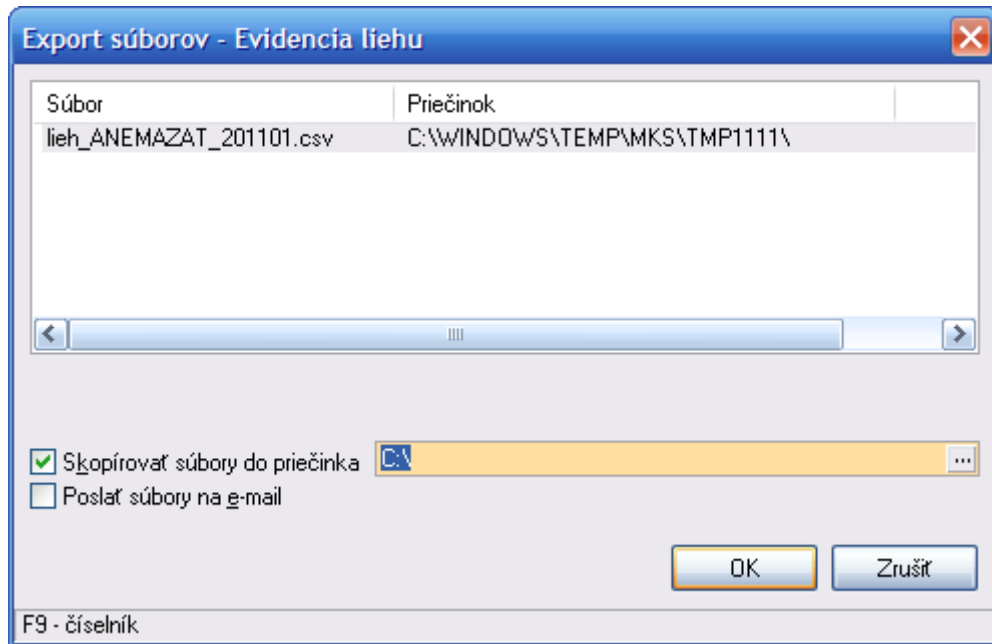 Export súborov - Evidencia liehu
Súbor Priečinok
lieh_ANEMAZAT_201101.csv C:\WINDOWS\TEMP\MKS\TMP1111\
Skopírovať súbory do priečinka C:\ ...
Poslať súbory na e-mail
OK Zrušiť
F9 - číselník